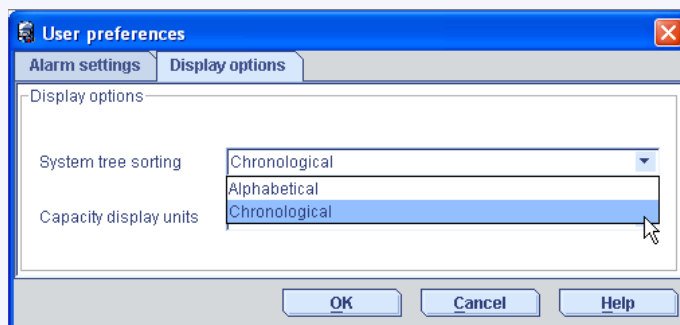 User preferences
Alarm settings
Display options
Display options
System tree sorting
Chronological
Alphabetical
Chronological
Capacity display units
OK
Cancel
Help